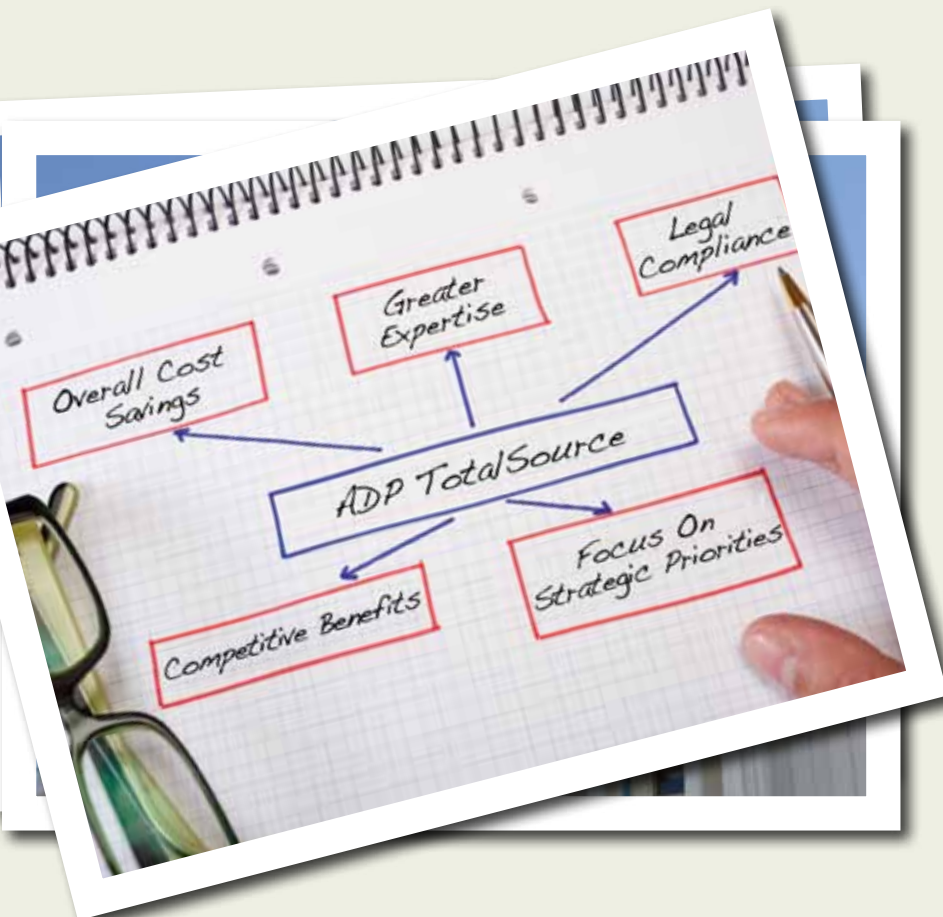 Legal
Compliance
Greater
Expertise
Overall Cost
Savings
ADP TotalSource
Focus On
Strategic Priorities
Competitive Benefits